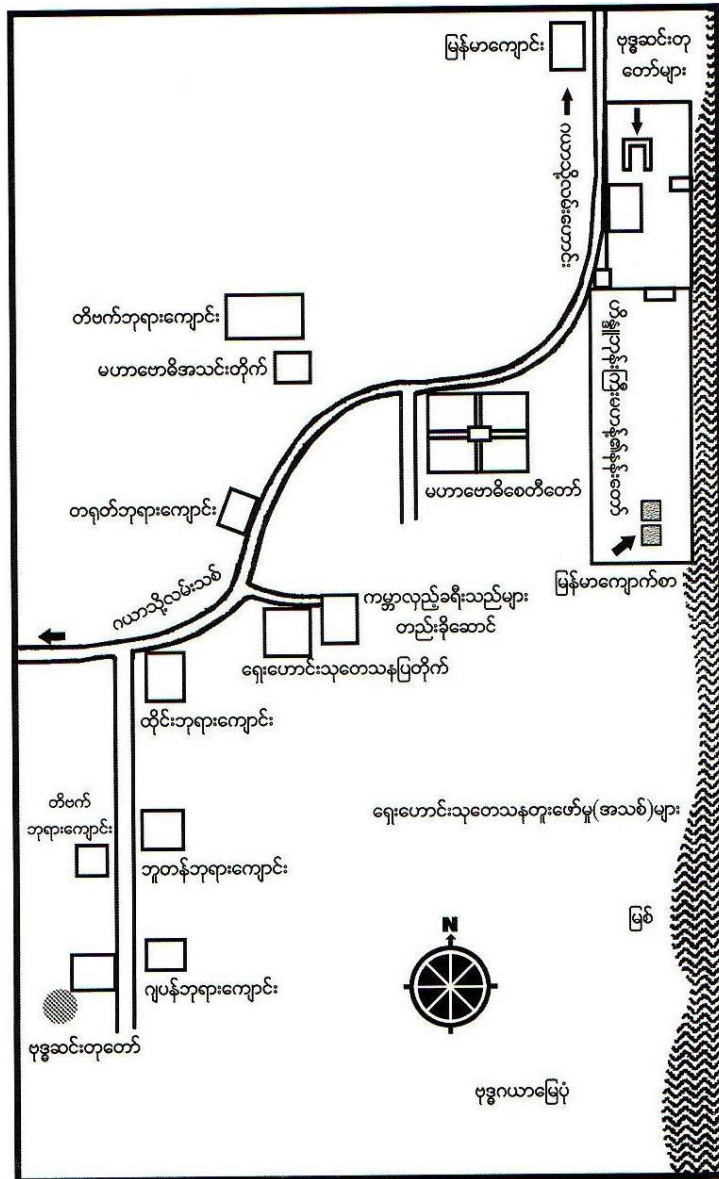 မြန်မာကျောင်း
ဗုဒ္ဓဆင်းတု
တော်များ
တိဗက်ဘုရားကျောင်း
မဟာဗောဓိအသင်းတိုက်
မဟာဗောဓိစေတီတော်
တရုတ်ဘုရားကျောင်း
မြန်မာကျောက်စာ
ဂယာသို့လမ်းသစ်
ကမ္ဘာလှည့်ခရီးသည်များ
တည်းခိုဆောင်
ရှေးဟောင်းသုတေသနပြတိုက်
ထိုင်းဘုရားကျောင်း
တိဗက်
ဘုရားကျောင်း
ရှေးဟောင်းသုတေသနတူးဖော်မှု(အသစ်)များ
ဘူတန်ဘုရားကျောင်း
မြစ်
N
ဂျပန်ဘုရားကျောင်း
ဗုဒ္ဓဆင်းတုတော်
ဗုဒ္ဓဂယာမြေပုံ